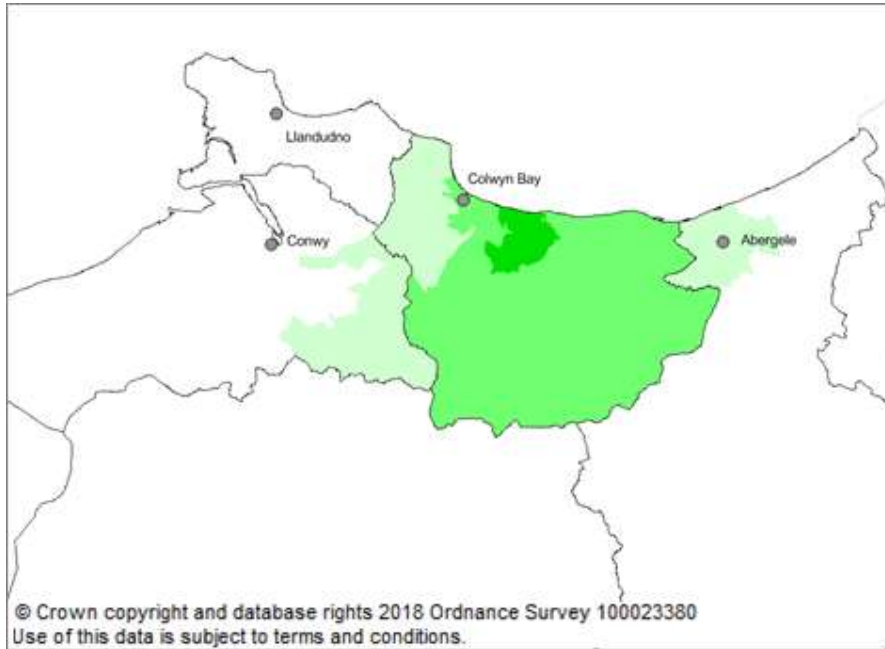 Llandudno
Colwyn Bay
Conwy
Abergele
© Crown copyright and database rights 2018 Ordnance Survey 100023380
Use of this data is subject to terms and conditions.